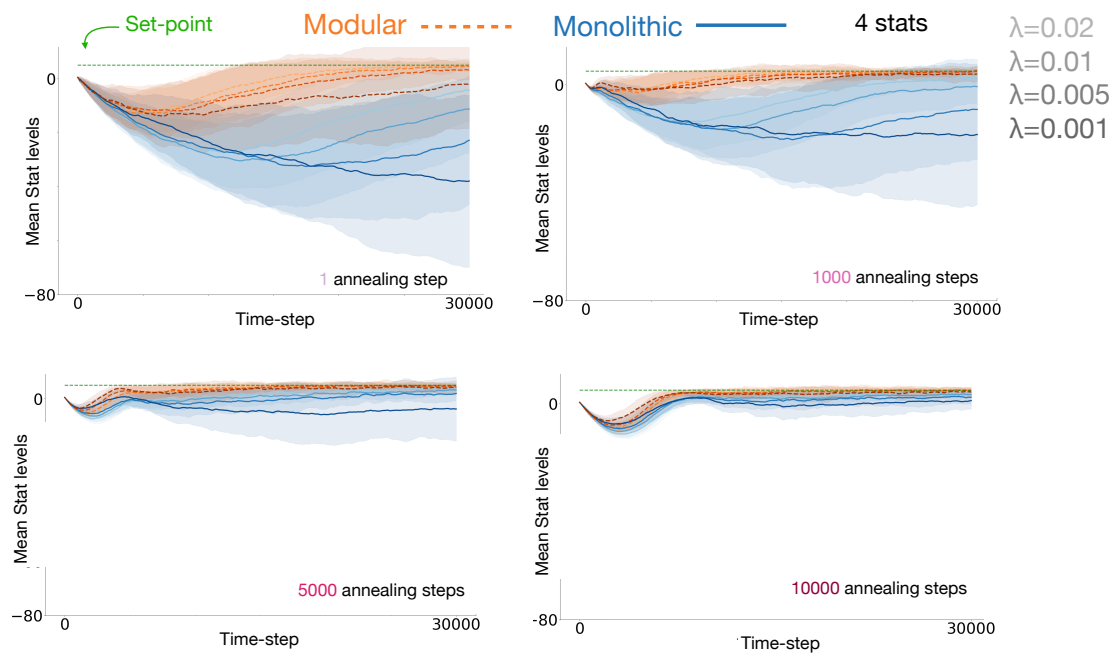 Set-point
Modular
Monolithic
4 stats
λ=0.02
λ=0.01
λ=0.005
λ=0.001
Mean Stat levels
0
−80
1 annealing step
0
30000
Time-step
Mean Stat levels
0
-80
1000 annealing steps
0
30000
Time-step
Mean Stat levels
0
−80
5000 annealing steps
0
30000
Time-step
Mean Stat levels
0
-80
10000 annealing steps
0
30000
Time-step